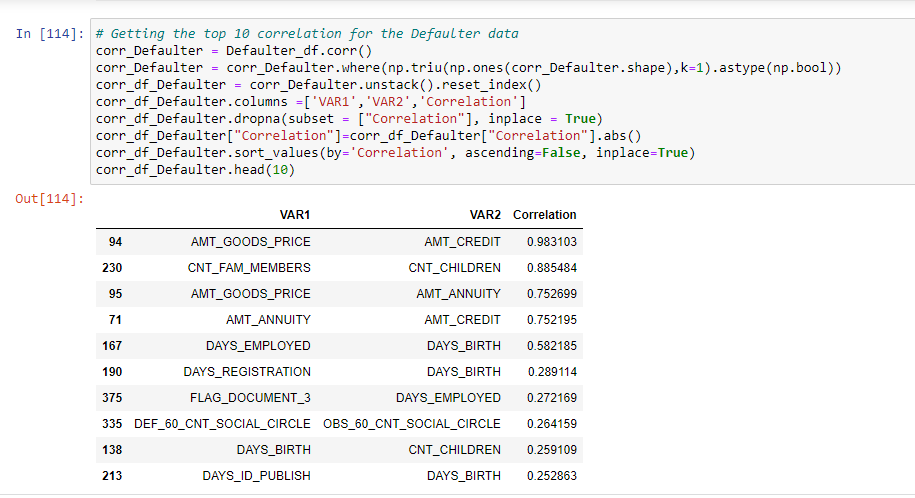 In [114]: # Getting the top 10 correlation for the Defaulter data
corr_Defaulter = Defaulter_df.corr()
corr_Defaulter = corr_Defaulter.where(np.triu(np.ones(corr_Defaulter.shape),k=1).astype(np.bool))
corr_df_Defaulter = corr_Defaulter.unstack().reset_index()
corr_df_Defaulter.columns =['VAR1','VAR2','Correlation']
corr_df_Defaulter.dropna(subset = ["Correlation"], inplace = True)
corr_df_Defaulter["Correlation"]=corr_df_Defaulter["Correlation"].abs()
corr_df_Defaulter.sort_values(by='Correlation', ascending=False, inplace=True)
corr_df_Defaulter.head(10)
Out[114]:
VAR1 VAR2 Correlation
94 AMT_GOODS_PRICE AMT_CREDIT 0.983103
230 CNT_FAM_MEMBERS CNT_CHILDREN 0.885484
95 AMT_GOODS_PRICE AMT_ANNUITY 0.752699
71 AMT_ANNUITY AMT_CREDIT 0.752195
167 DAYS_EMPLOYED DAYS_BIRTH 0.582185
190 DAYS_REGISTRATION DAYS_BIRTH 0.289114
375 FLAG_DOCUMENT_3 DAYS_EMPLOYED 0.272169
335 DEF_60_CNT_SOCIAL_CIRCLE OBS_60_CNT_SOCIAL_CIRCLE 0.264159
138 DAYS_BIRTH CNT_CHILDREN 0.259109
213 DAYS_ID_PUBLISH DAYS_BIRTH 0.252863